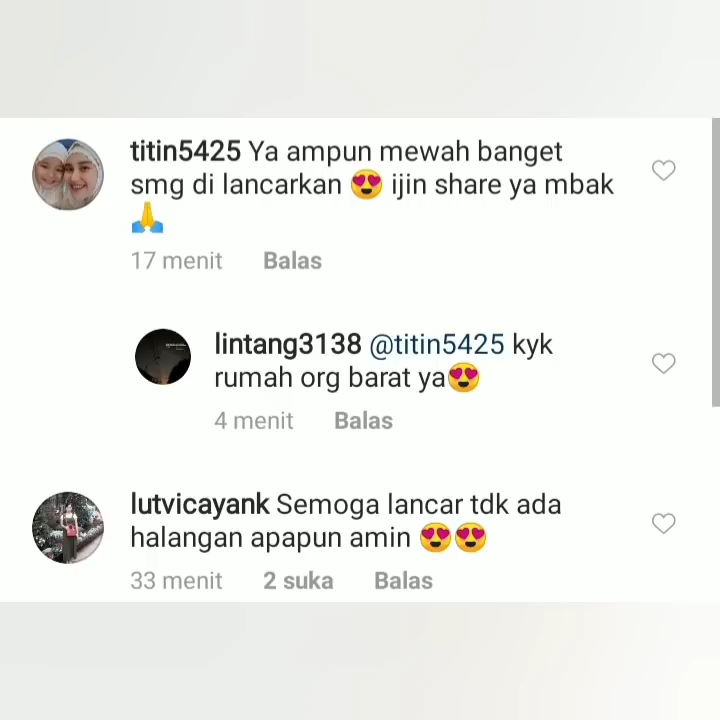 titin5425 Ya ampun mewah banget
smg di lancarkan 😍 ijin share ya mbak
🙏
17 menit Balas
lintang3138 @titin5425 kyk
rumah org barat ya😍
4 menit Balas
lutvicayank Semoga lancar tdk ada
halangan apapun amin 😍😍
33 menit 2 suka Balas